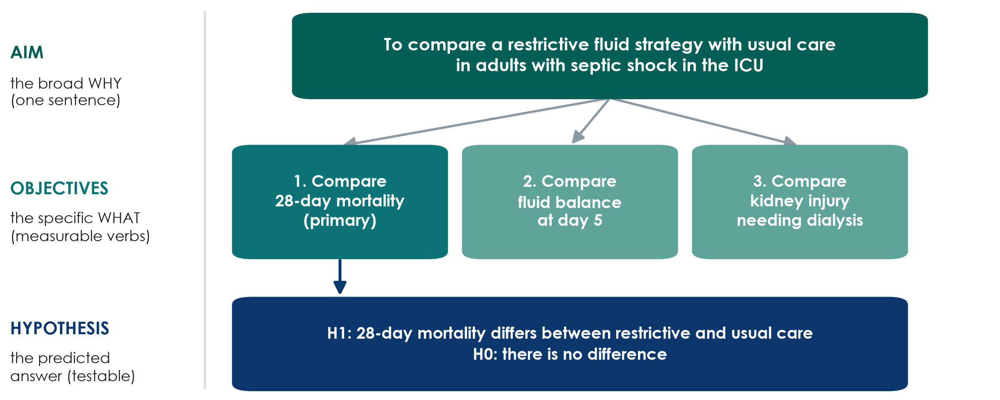 AIM
the broad WHY
(one sentence)
To compare a restrictive fluid strategy with usual care
in adults with septic shock in the ICU
OBJECTIVES
the specific WHAT
(measurable verbs)
1. Compare
28-day mortality
(primary)
2. Compare
fluid balance
at day 5
3. Compare
kidney injury
needing dialysis
HYPOTHESIS
the predicted
answer (testable)
H1: 28-day mortality differs between restrictive and usual care
H0: there is no difference